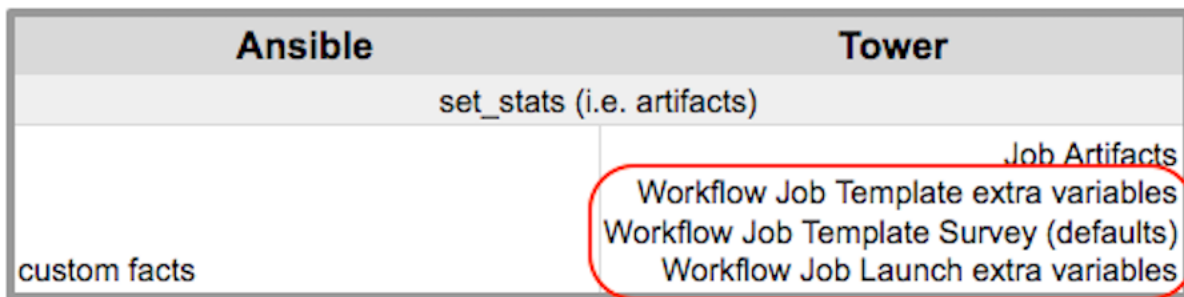 Ansible Tower
set_stats (i.e. artifacts)
Job Artifacts
Workflow Job Template extra variables
Workflow Job Template Survey (defaults)
custom facts Workflow Job Launch extra variables